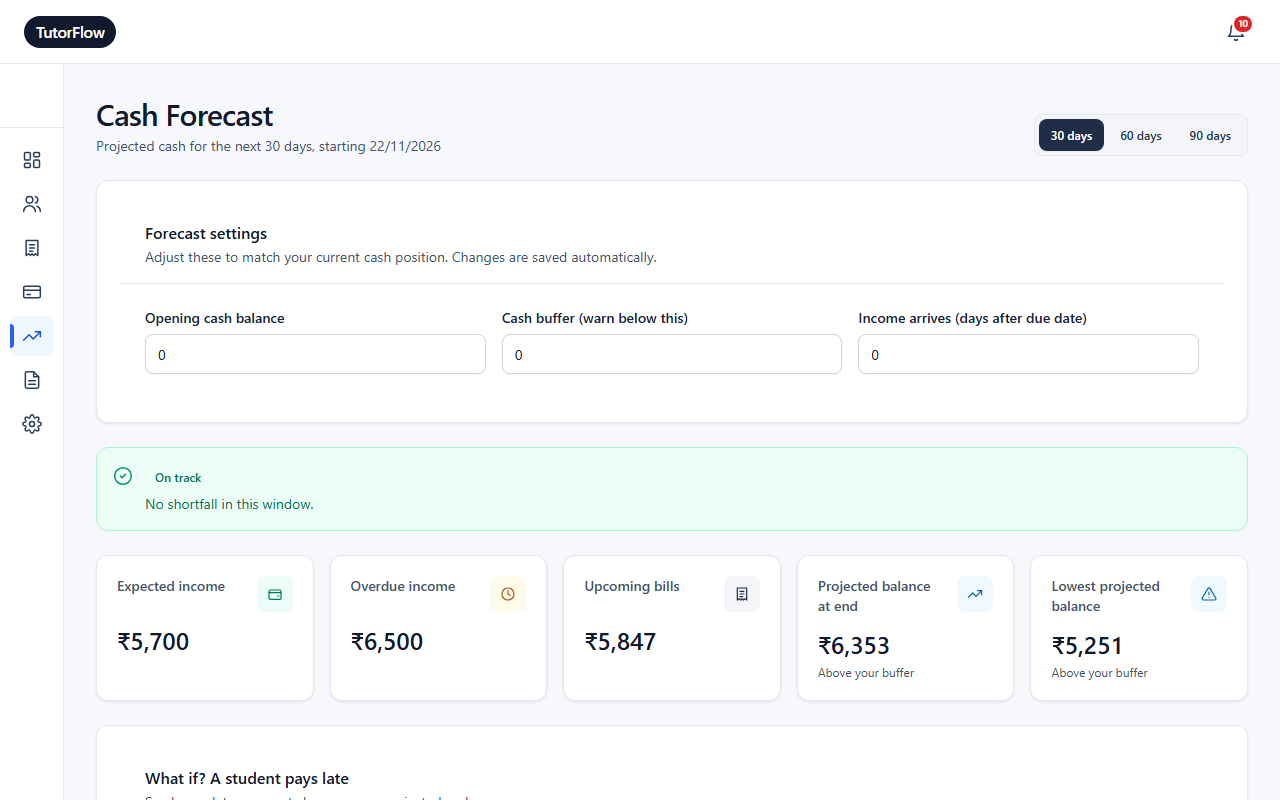 TutorFlow
10
Cash Forecast
Projected cash for the next 30 days, starting 22/11/2026
30 days
60 days
90 days
Forecast settings
Adjust these to match your current cash position. Changes are saved automatically.
Opening cash balance
Cash buffer (warn below this)
Income arrives (days after due date)
0
0
0
On track
No shortfall in this window.
Expected income
₹5,700
Overdue income
₹6,500
Upcoming bills
₹5,847
Projected balance
at end
₹6,353
Above your buffer
Lowest projected
balance
₹5,251
Above your buffer
What if? A student pays late